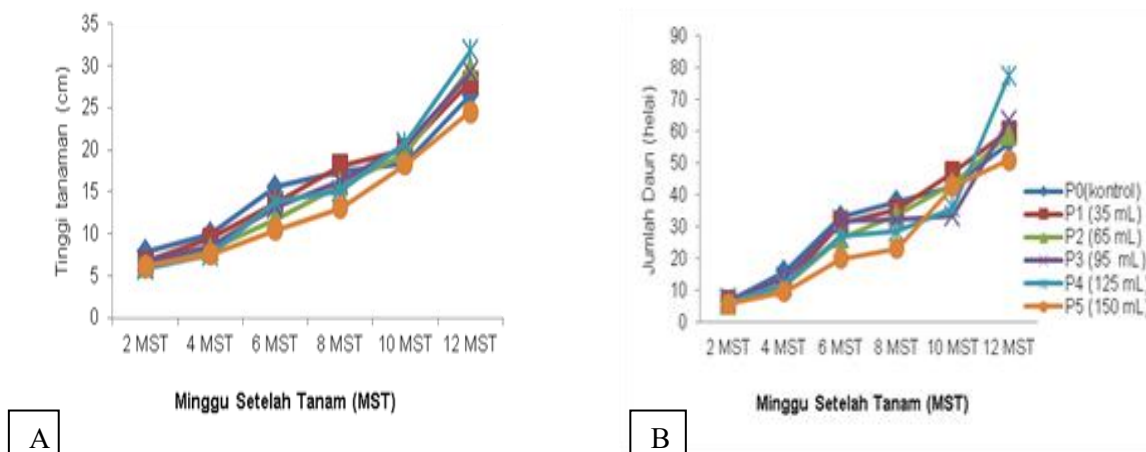 Tinggi tanaman (cm)
35
30
25
20
15
10
5
0
2 MST 4 MST 6 MST 8 MST 10 MST 12 MST
Minggu Setelah Tanam (MST)
A
Jumlah Daun (helai)
90
80
70
60
50
40
30
20
10
0
2 MST 4 MST 6 MST 8 MST 10 MST 12 MST
Minggu Setelah Tanam (MST)
P0(kontrol)
P1 (35 mL)
P2 (65 mL)
P3 (95 mL)
P4 (125 mL)
P5 (150 mL)
B